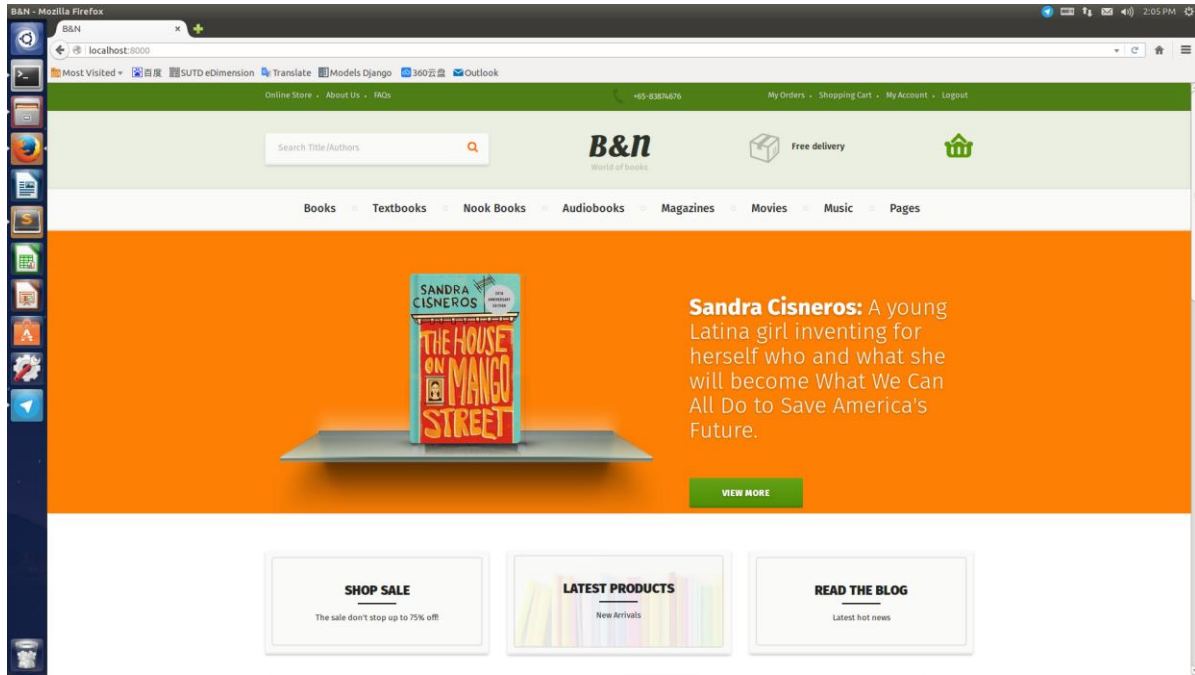 B&N - Mozilla Firefox
2:05 PM
B&N
localhost:8000
Most Visited 百度 SUTD eDimension Translate Models Django 360云盘 Outlook
Online Store About Us FAQs +65-83874676 My Orders Shopping Cart My Account Logout
Search Title/Authors
B&N
World of books
Free delivery
Books Textbooks Nook Books Audiobooks Magazines Movies Music Pages
SANDRA
CISNEROS
THE HOUSE
ON MANGO
STREET
Sandra Cisneros: A young
Latina girl inventing for
herself who and what she
will become What We Can
All Do to Save America's
Future.
VIEW MORE
SHOP SALE
The sale don't stop up to 75% off!
LATEST PRODUCTS
New Arrivals
READ THE BLOG
Latest hot news